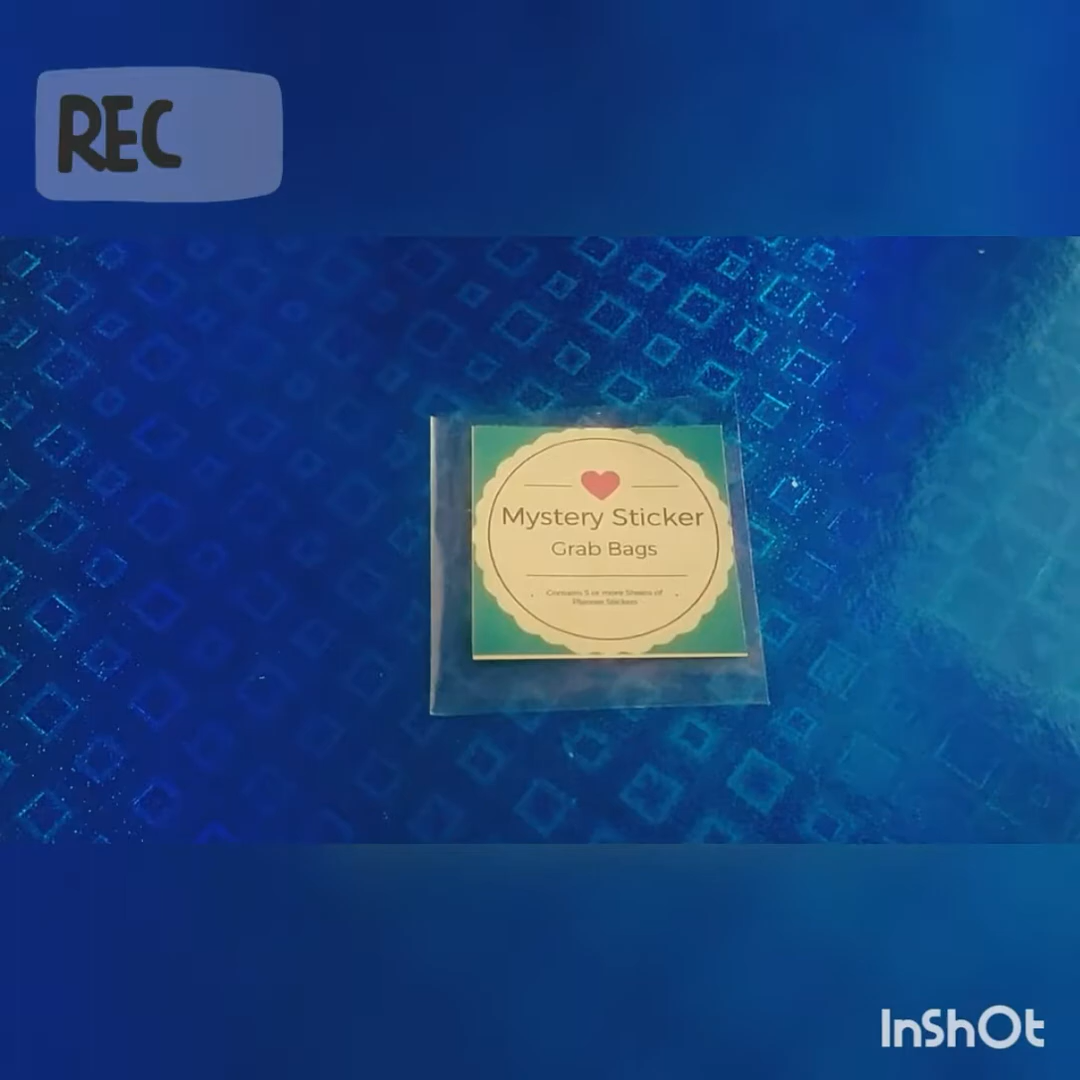 REC
Mystery Sticker
Grab Bags
Contains 5 or more Sheets of
Planner Stickers
InShOt